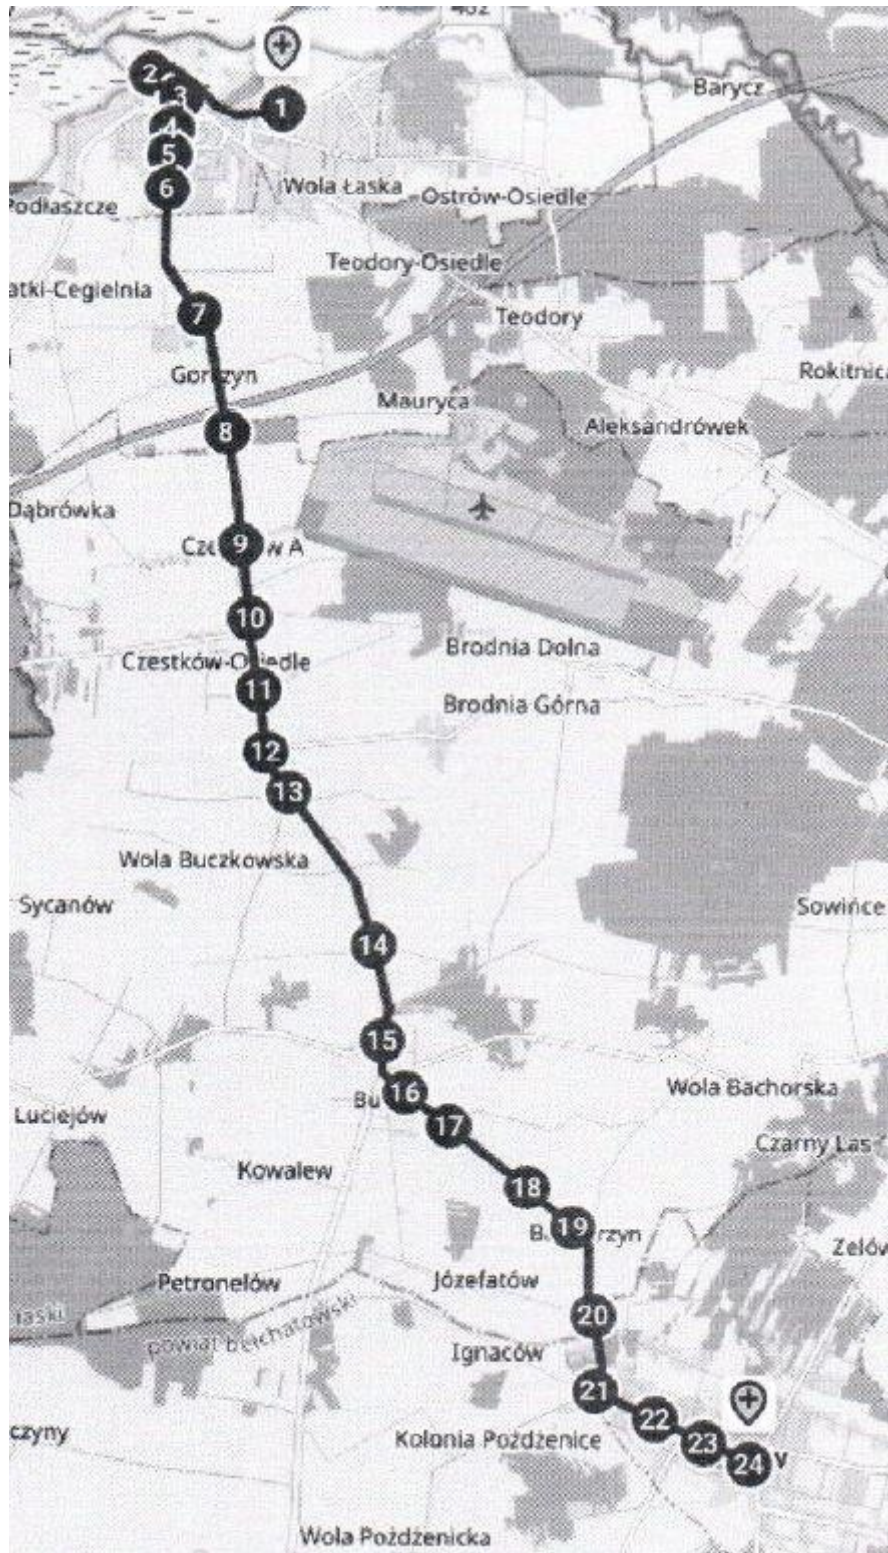 2
1
3
Barycz
4
5
6
Wola Łaska
Ostrów-Osiedle
Podłaszcze
Teodory-Osiedle
atki-Cegielnia
7
Teodory
Rokitnica
8
Mauryca
Aleksandrówek
Dąbrówka
9
10
Czestków-Osiedle
Brodnia Dolna
11
Brodnia Górna
12
13
Wola Buczkowska
Sycanów
Sowińce
14
15
16
Bu
Wola Bachorska
Luciejów
17
Czarny Las
Kowalew
18
19
Zelów
Petronelów
Józefatów
20
powiat bełchatowski
Ignaców
21
22
czyny
Kolonia Pożdżenice
23
24
w
Wola Pożdżenicka